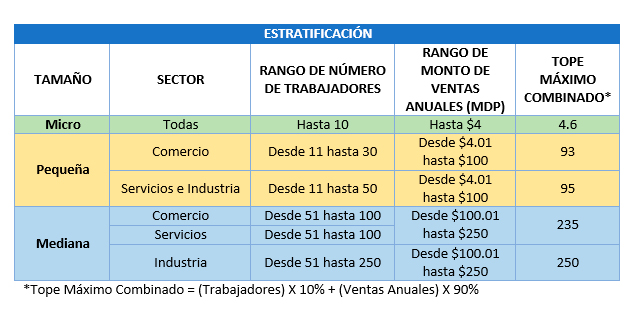 ESTRATIFICACIÓN
TAMAÑO SECTOR RANGO DE NÚMERO DE TRABAJADORES RANGO DE MONTO DE VENTAS ANUALES (MDP) TOPE MÁXIMO COMBINADO*
Micro Todas Hasta 10 Hasta $4 4.6
Pequeña Comercio Desde 11 hasta 30 Desde $4.01 hasta $100 93
Servicios e Industria Desde 11 hasta 50 Desde $4.01 hasta $100 95
Mediana Comercio Desde 51 hasta 100 Desde $100.01 hasta $250 235
Servicios Desde 51 hasta 100
Industria Desde 51 hasta 250 Desde $100.01 hasta $250 250
*Tope Máximo Combinado = (Trabajadores) X 10% + (Ventas Anuales) X 90%